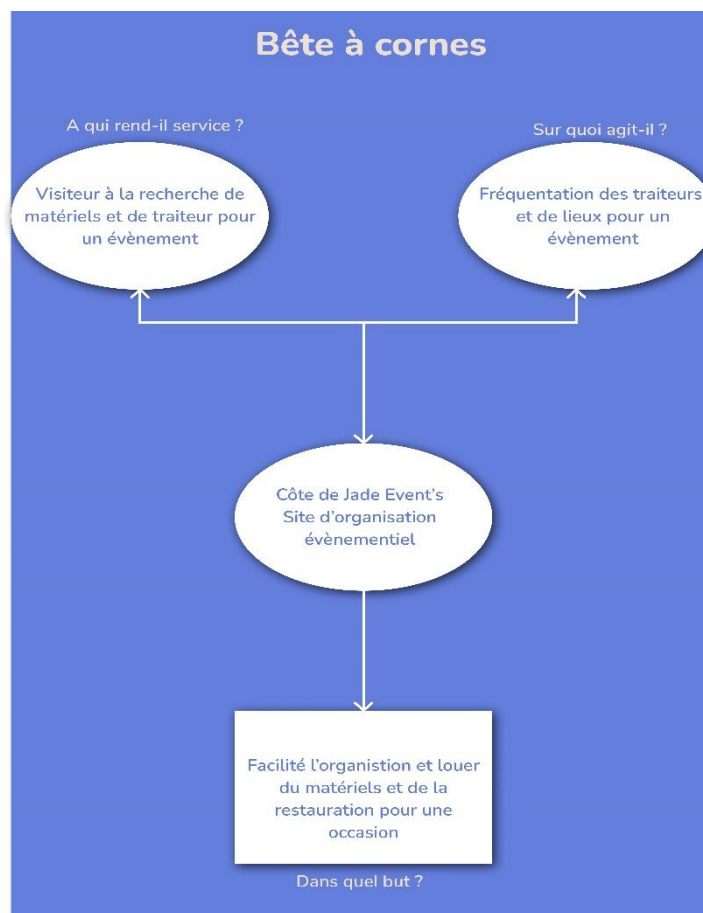 Bête à cornes
A qui rend-il service ?
Sur quoi agit-il ?
Visiteur à la recherche de
matériels et de traiteur pour
un évènement
Fréquentation des traiteurs
et de lieux pour un
évènement
Côte de Jade Event's
Site d'organisation
évènementiel
Facilité l'organistion et louer
du matériels et de la
restauration pour une
occasion
Dans quel but ?